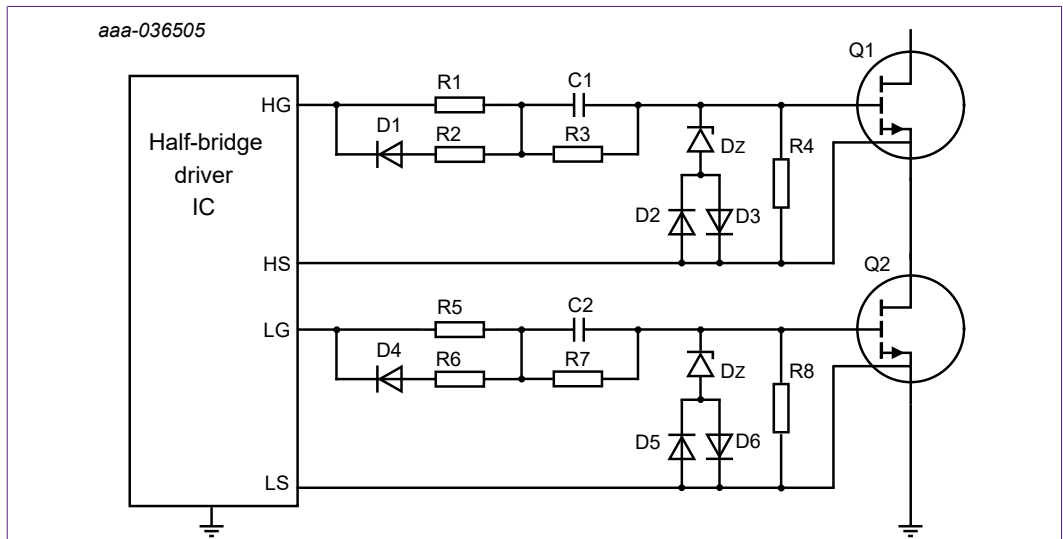 aaa-036505
Half-bridge
driver
IC
HG
HS
LG
LS
R1
C1
D1
R2
R3
Dz
R4
D2
D3
Q1
R5
C2
D4
R6
R7
Dz
R8
D5
D6
Q2